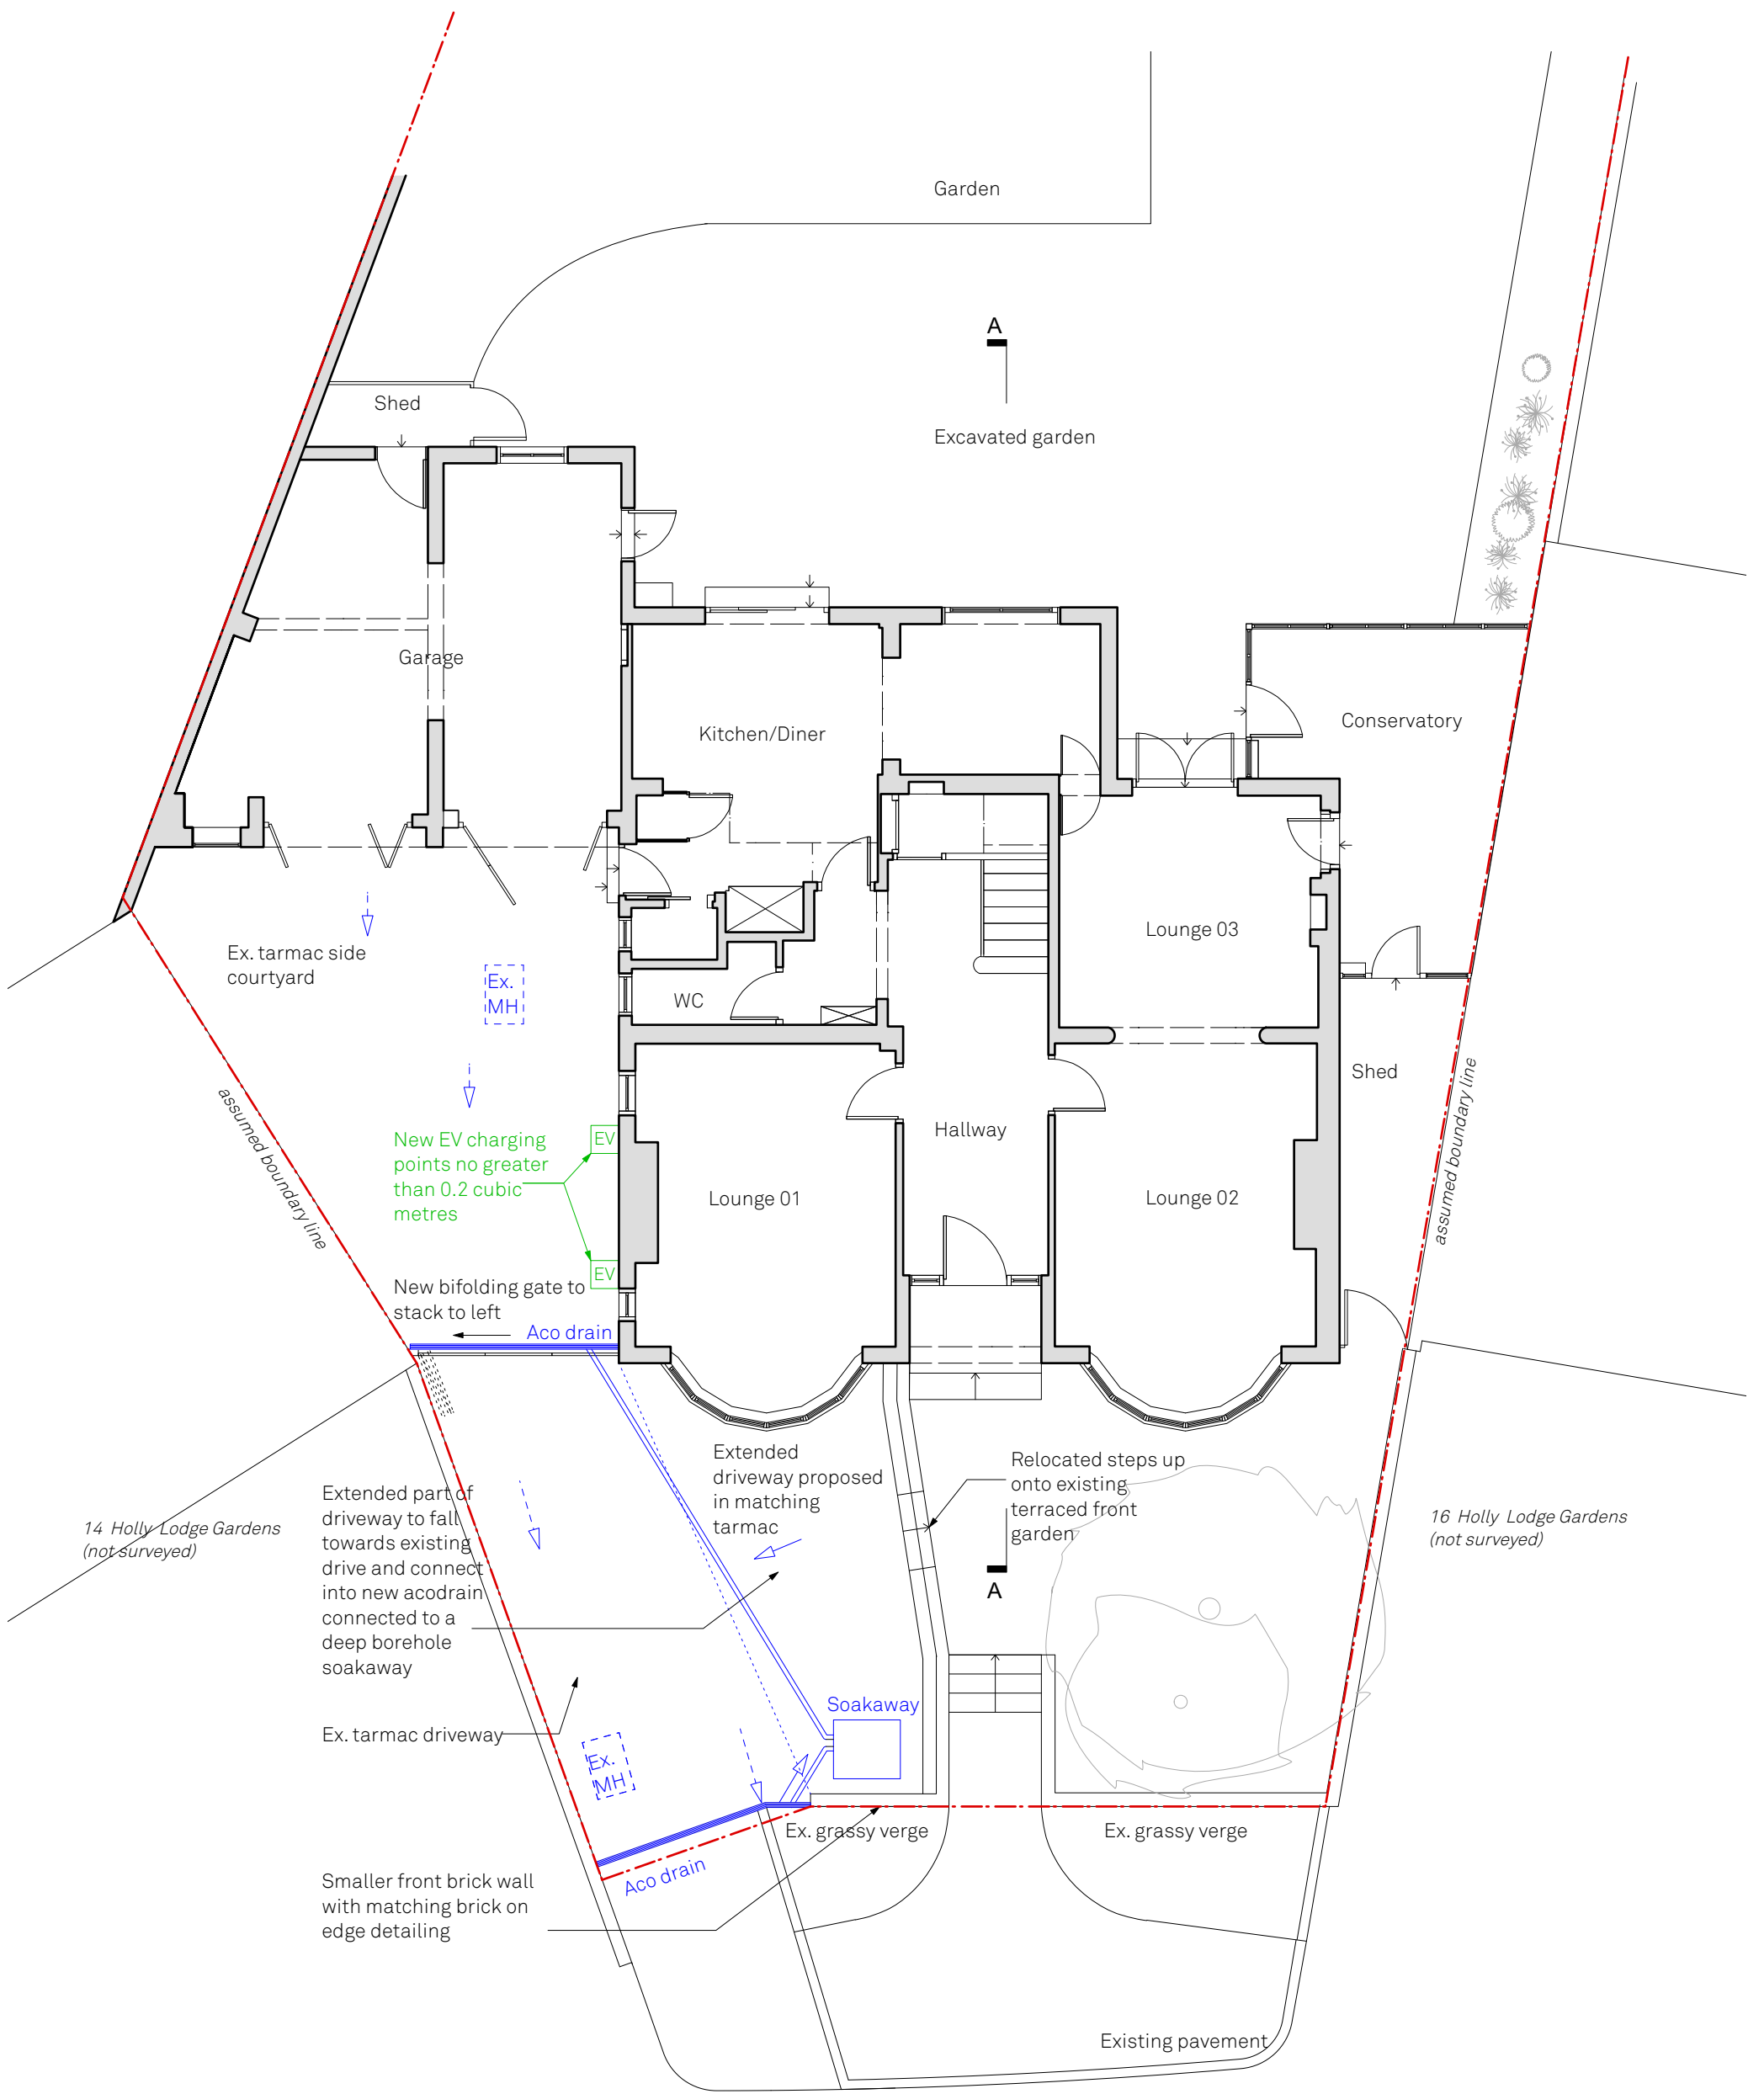 Garden
A
Shed
Excavated garden
Garage
Conservatory
Kitchen/Diner
Lounge 03
Ex. tarmac side
courtyard
Ex.
MH
WC
Shed
assumed boundary line
assumed boundary line
New EV charging
points no greater
than 0.2 cubic
metres
EV
EV
Hallway
Lounge 01
Lounge 02
New bifolding gate to
stack to left
Aco drain
Extended
driveway proposed
in matching
tarmac
Relocated steps up
onto existing
terraced front
garden
Extended part of
driveway to fall
towards existing
drive and connect
into new acodrain
connected to a
deep borehole
soakaway
14 Holly Lodge Gardens
(not surveyed)
16 Holly Lodge Gardens
(not surveyed)
A
Soakaway
Ex. tarmac driveway
Ex.
MH
Ex. grassy verge
Ex. grassy verge
Aco drain
Smaller front brick wall
with matching brick on
edge detailing
Existing pavement